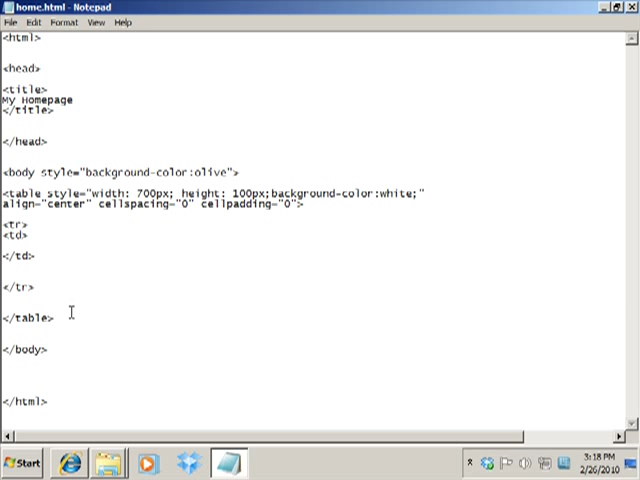 home.html - Notepad
File Edit Format View Help
<html>
<head>
<title>
My Homepage
</title>
</head>
<body style="background-color:olive">
<table style="width: 700px; height: 100px;background-color:white;"
align="center" cellspacing="0" cellpadding="0">
<tr>
<td>
</td>
</tr>
</table>
</body>
</html>
Start
3:18 PM
2/26/2010